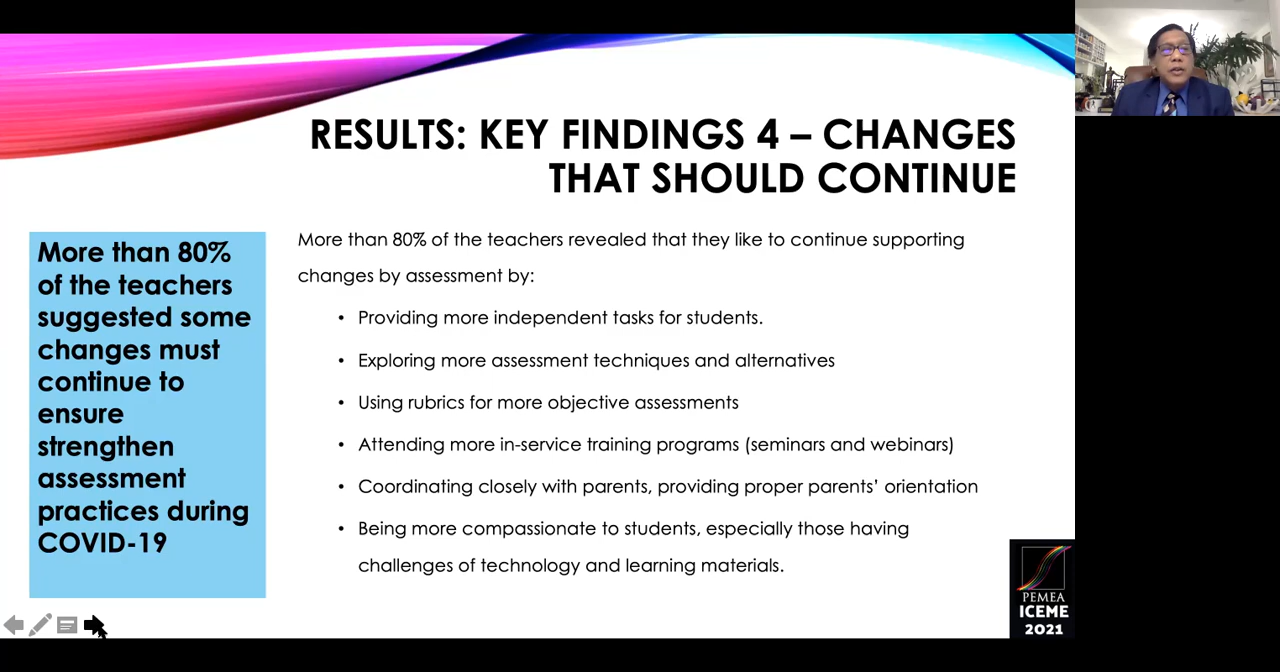 RESULTS: KEY FINDINGS 4 – CHANGES
THAT SHOULD CONTINUE
More than 80%
of the teachers
suggested some
changes must
continue to
ensure
strengthen
assessment
practices during
COVID-19
More than 80% of the teachers revealed that they like to continue supporting
changes by assessment by:
• Providing more independent tasks for students.
• Exploring more assessment techniques and alternatives
• Using rubrics for more objective assessments
• Attending more in-service training programs (seminars and webinars)
• Coordinating closely with parents, providing proper parents’ orientation
• Being more compassionate to students, especially those having
challenges of technology and learning materials.
PEMEA
ICEME
2021